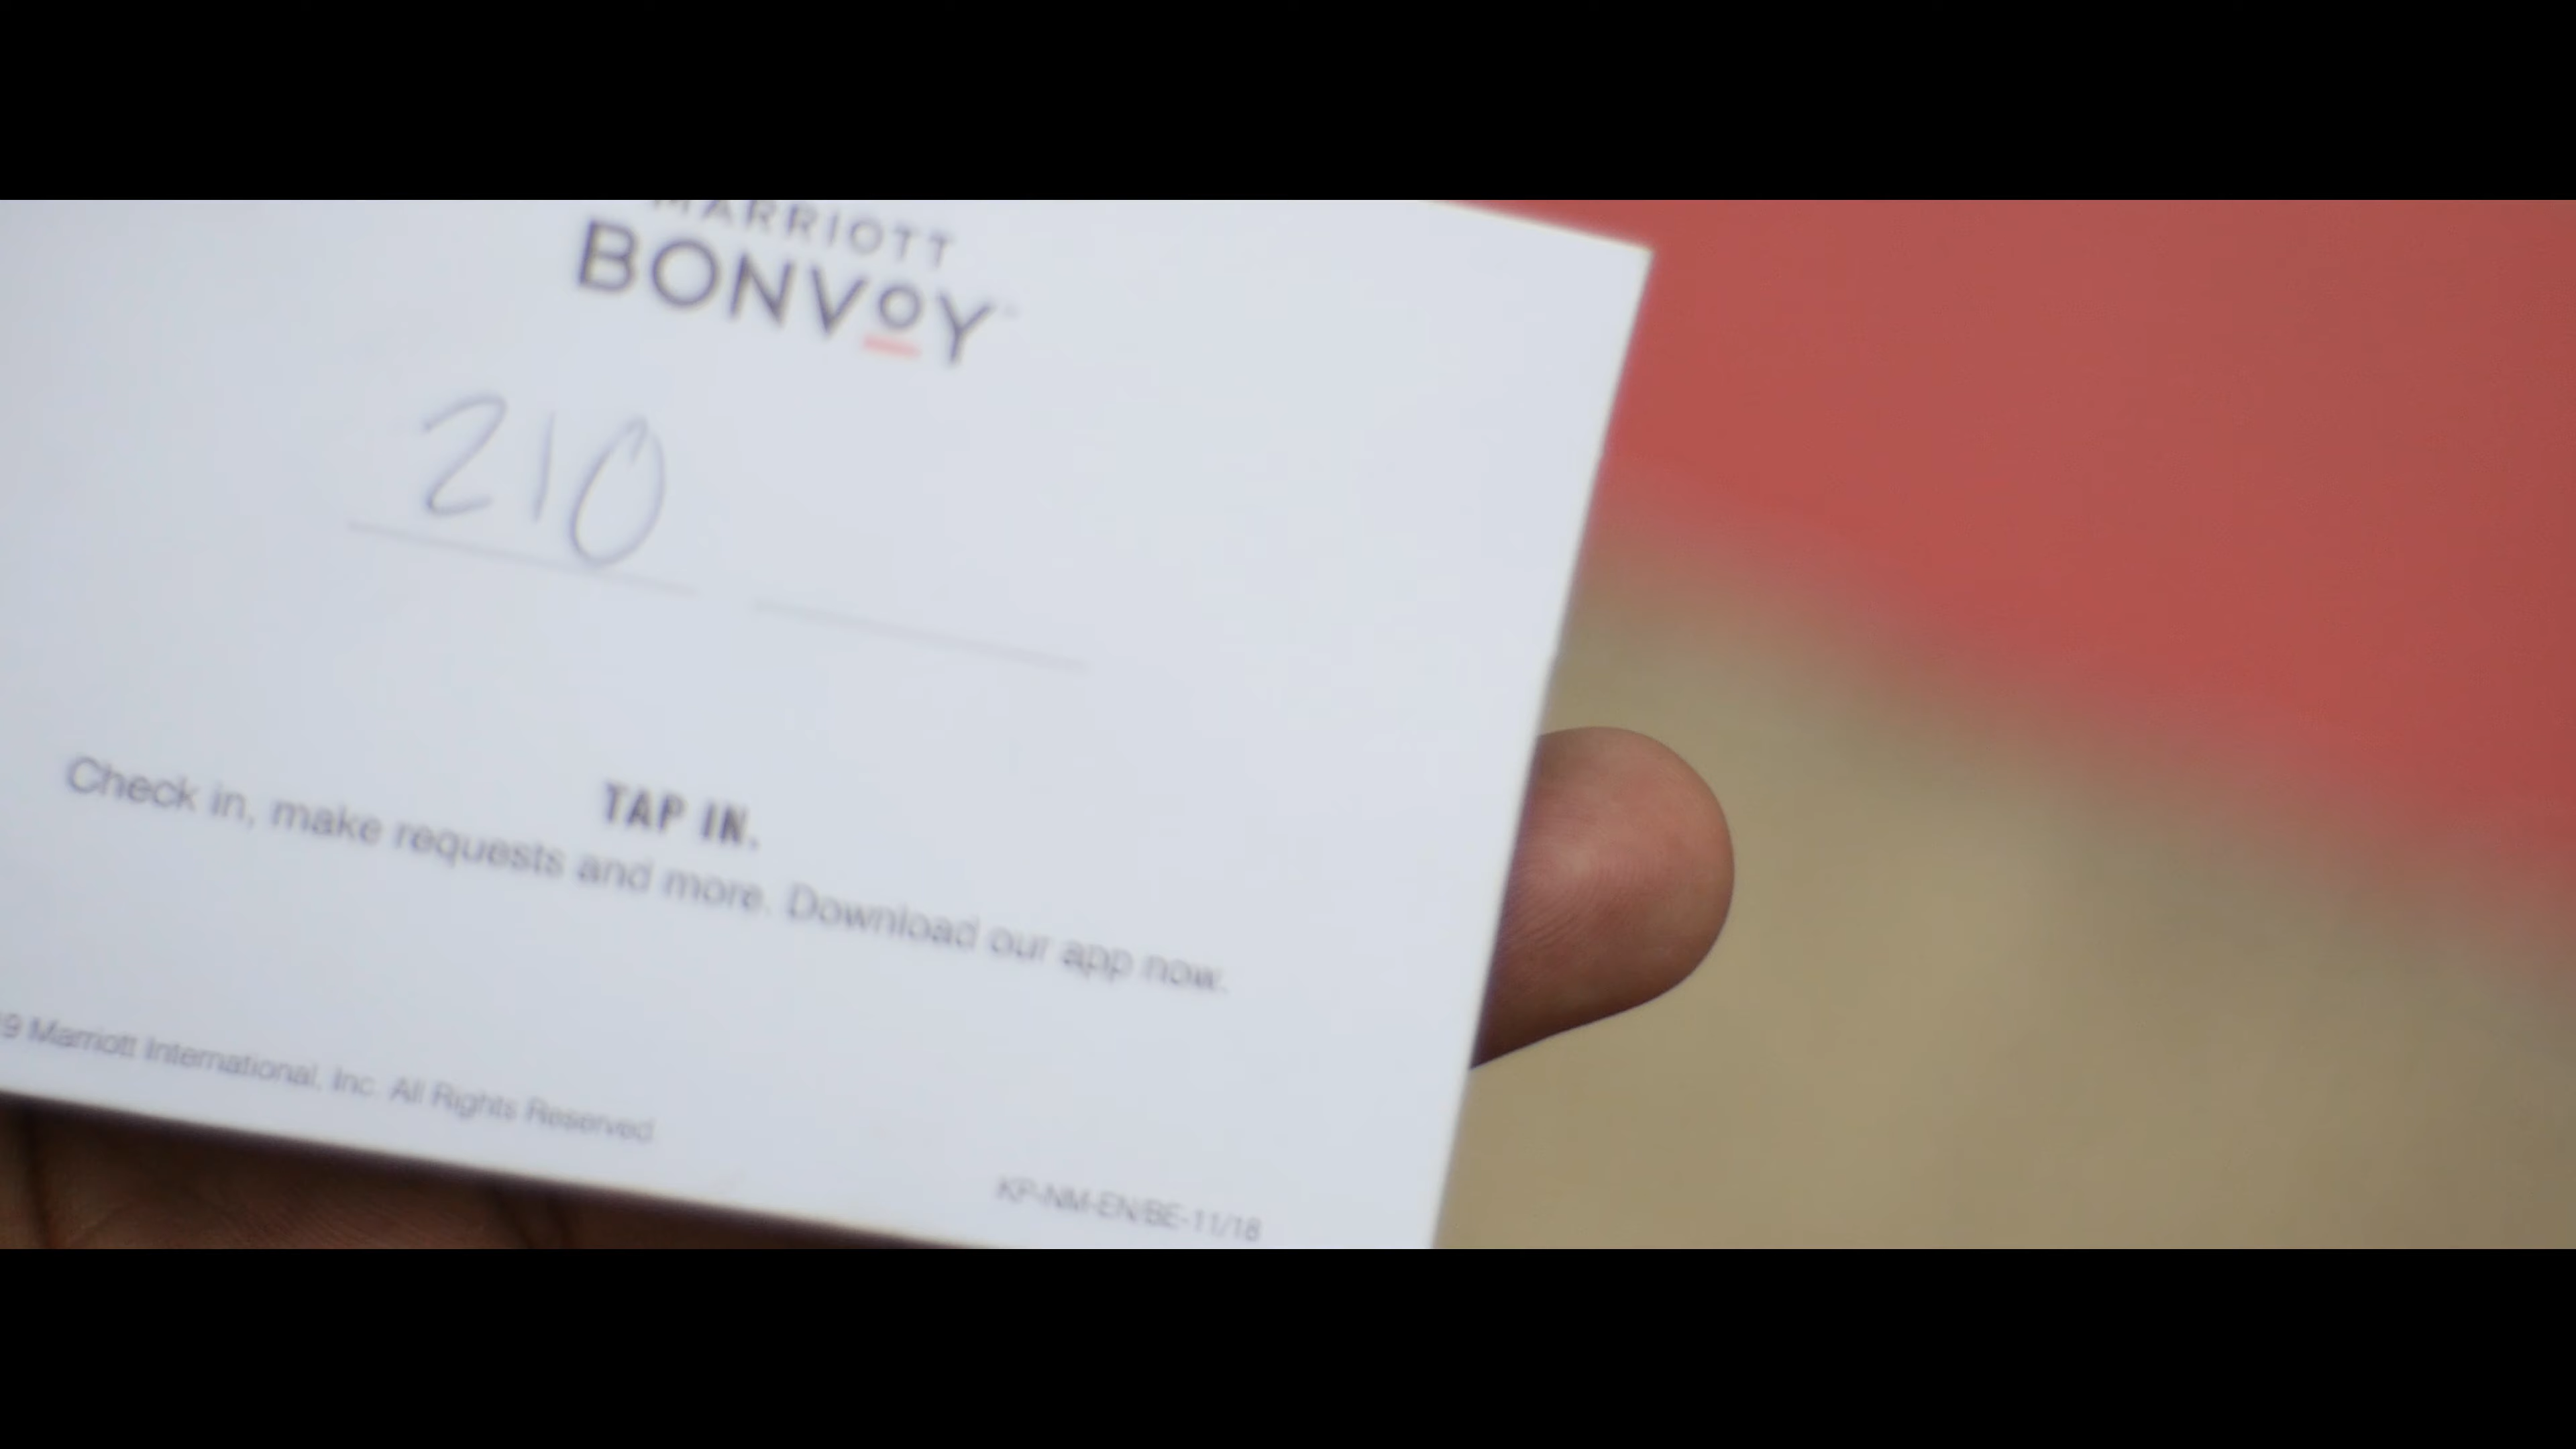 MARRIOTT
BONVOY
210
TAP IN.
Check in, make requests and more. Download our app now.
9 Marriott International, Inc. All Rights Reserved.
KP-NM-EN/BE-11/18